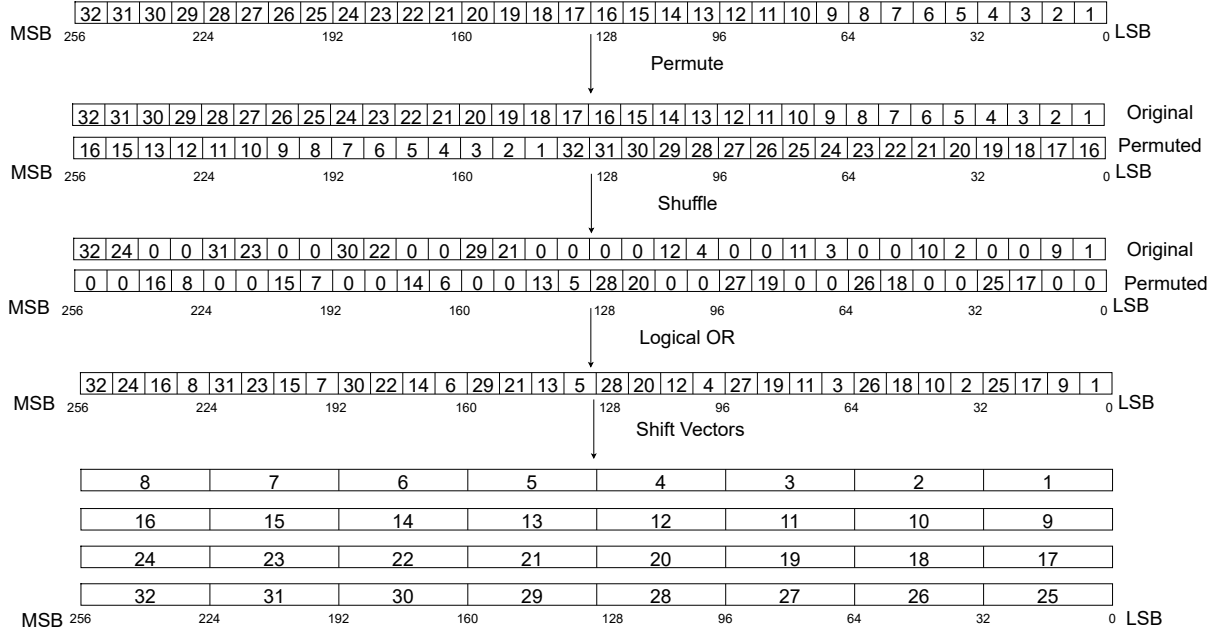 32 31 30 29 28 27 26 25 24 23 22 21 20 19 18 17 16 15 14 13 12 11 10 9 8 7 6 5 4 3 2 1
MSB 256 224 192 160 128 96 64 32 0 LSB
Permute
32 31 30 29 28 27 26 25 24 23 22 21 20 19 18 17 16 15 14 13 12 11 10 9 8 7 6 5 4 3 2 1 Original
16 15 13 12 11 10 9 8 7 6 5 4 3 2 1 32 31 30 29 28 27 26 25 24 23 22 21 20 19 18 17 16 Permuted
MSB 256 224 192 160 128 96 64 32 0 LSB
Shuffle
32 24 0 0 31 23 0 0 30 22 0 0 29 21 0 0 0 0 12 4 0 0 11 3 0 0 10 2 0 0 9 1 Original
0 0 16 8 0 0 15 7 0 0 14 6 0 0 13 5 28 20 0 0 27 19 0 0 26 18 0 0 25 17 0 0 Permuted
MSB 256 224 192 160 128 96 64 32 0 LSB
Logical OR
32 24 16 8 31 23 15 7 30 22 14 6 29 21 13 5 28 20 12 4 27 19 11 3 26 18 10 2 25 17 9 1
MSB 256 224 192 160 128 96 64 32 0 LSB
Shift Vectors
8 7 6 5 4 3 2 1
16 15 14 13 12 11 10 9
24 23 22 21 20 19 18 17
32 31 30 29 28 27 26 25
MSB 256 224 192 160 128 96 64 32 0 LSB